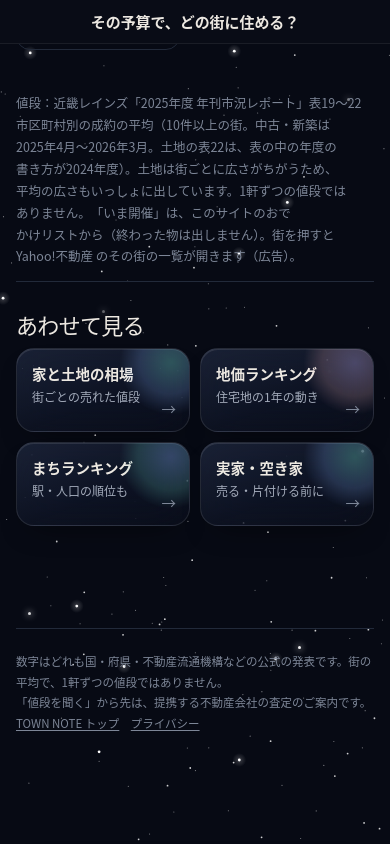 その予算で、どの街に住める？
値段：近畿レインズ「2025年度 年刊市況レポート」表19〜22
市区町村別の成約の平均（10件以上の街。中古・新築は
2025年4月〜2026年3月。土地の表22は、表の中の年度の
書き方が2024年度）。土地は街ごとに広さがちがうため、
平均の広さもいっしょに出しています。1軒ずつの値段では
ありません。「いま開催」は、このサイトのおで
かけリストから（終わった物は出しません）。街を押すと
Yahoo!不動産 のその街の一覧が開きます（広告）。
あわせて見る
家と土地の相場
街ごとの売れた値段
→
地価ランキング
住宅地の1年の動き
→
まちランキング
駅・人口の順位も
→
実家・空き家
売る・片付ける前に
→
数字はどれも国・府県・不動産流通機構などの公式の発表です。街の
平均で、1軒ずつの値段ではありません。
「値段を聞く」から先は、提携する不動産会社の査定のご案内です。
TOWN NOTE トップ プライバシー